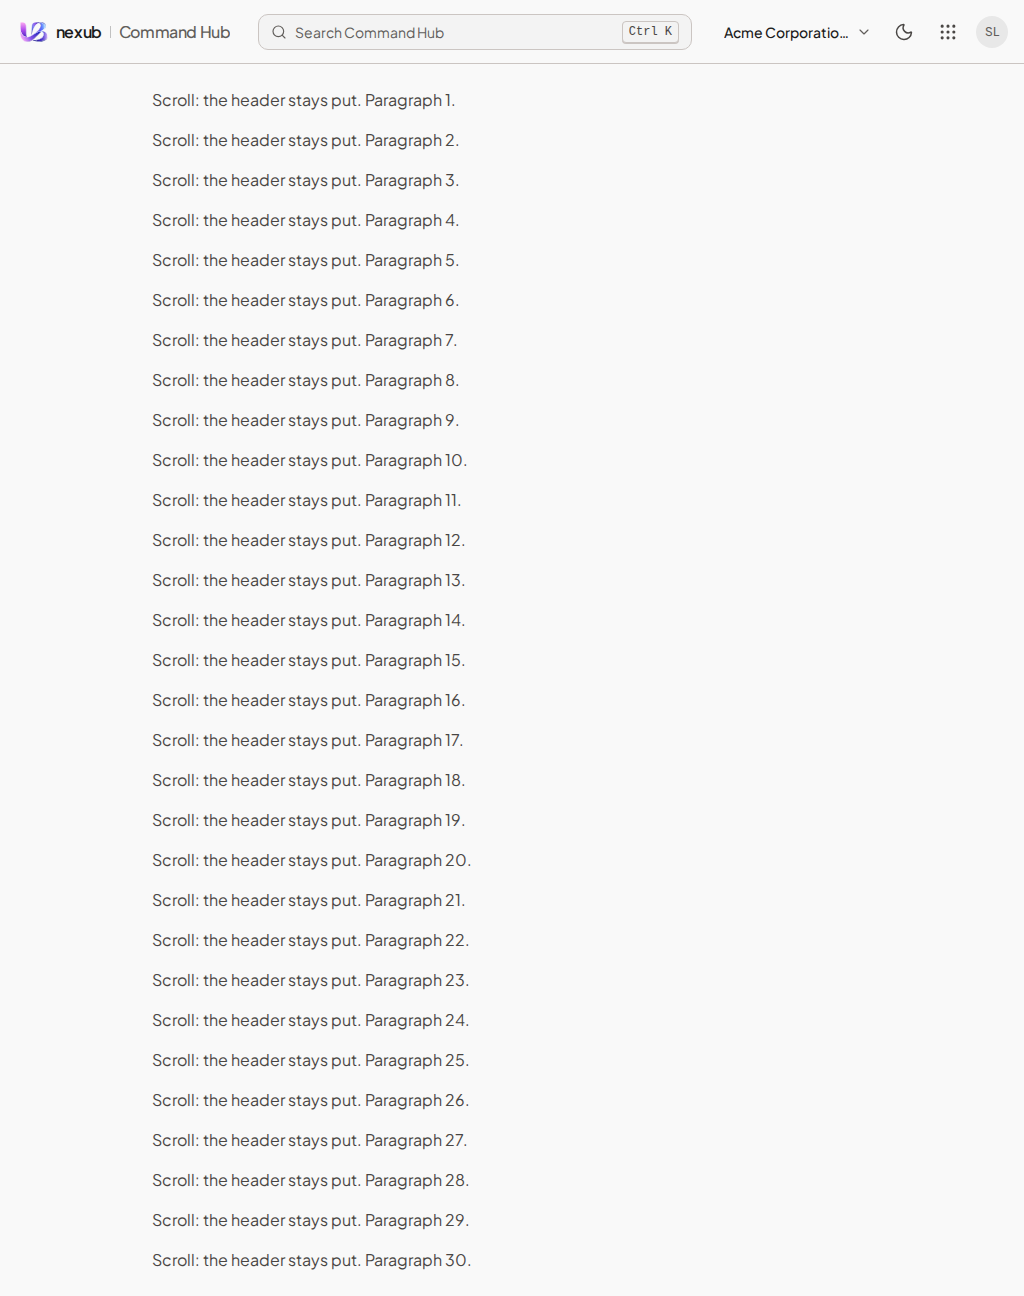 nexub | Command Hub
Search Command Hub
Ctrl K
Acme Corporatio...
SL
Scroll: the header stays put. Paragraph 1.
Scroll: the header stays put. Paragraph 2.
Scroll: the header stays put. Paragraph 3.
Scroll: the header stays put. Paragraph 4.
Scroll: the header stays put. Paragraph 5.
Scroll: the header stays put. Paragraph 6.
Scroll: the header stays put. Paragraph 7.
Scroll: the header stays put. Paragraph 8.
Scroll: the header stays put. Paragraph 9.
Scroll: the header stays put. Paragraph 10.
Scroll: the header stays put. Paragraph 11.
Scroll: the header stays put. Paragraph 12.
Scroll: the header stays put. Paragraph 13.
Scroll: the header stays put. Paragraph 14.
Scroll: the header stays put. Paragraph 15.
Scroll: the header stays put. Paragraph 16.
Scroll: the header stays put. Paragraph 17.
Scroll: the header stays put. Paragraph 18.
Scroll: the header stays put. Paragraph 19.
Scroll: the header stays put. Paragraph 20.
Scroll: the header stays put. Paragraph 21.
Scroll: the header stays put. Paragraph 22.
Scroll: the header stays put. Paragraph 23.
Scroll: the header stays put. Paragraph 24.
Scroll: the header stays put. Paragraph 25.
Scroll: the header stays put. Paragraph 26.
Scroll: the header stays put. Paragraph 27.
Scroll: the header stays put. Paragraph 28.
Scroll: the header stays put. Paragraph 29.
Scroll: the header stays put. Paragraph 30.